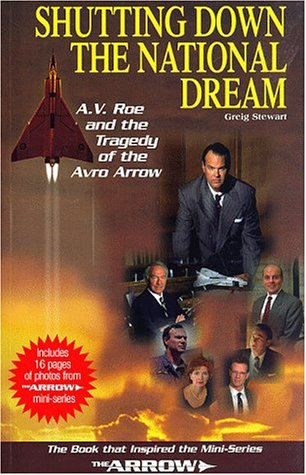 SHUTTING DOWN
THE NATIONAL
DREAM
Greig Stewart
A.V. Roe
and the
Tragedy
of the
Avro Arrow
Includes
16 pages
of photos from
THE ARROW
mini-series
The Book that Inspired the Mini-Series
THE ARROW